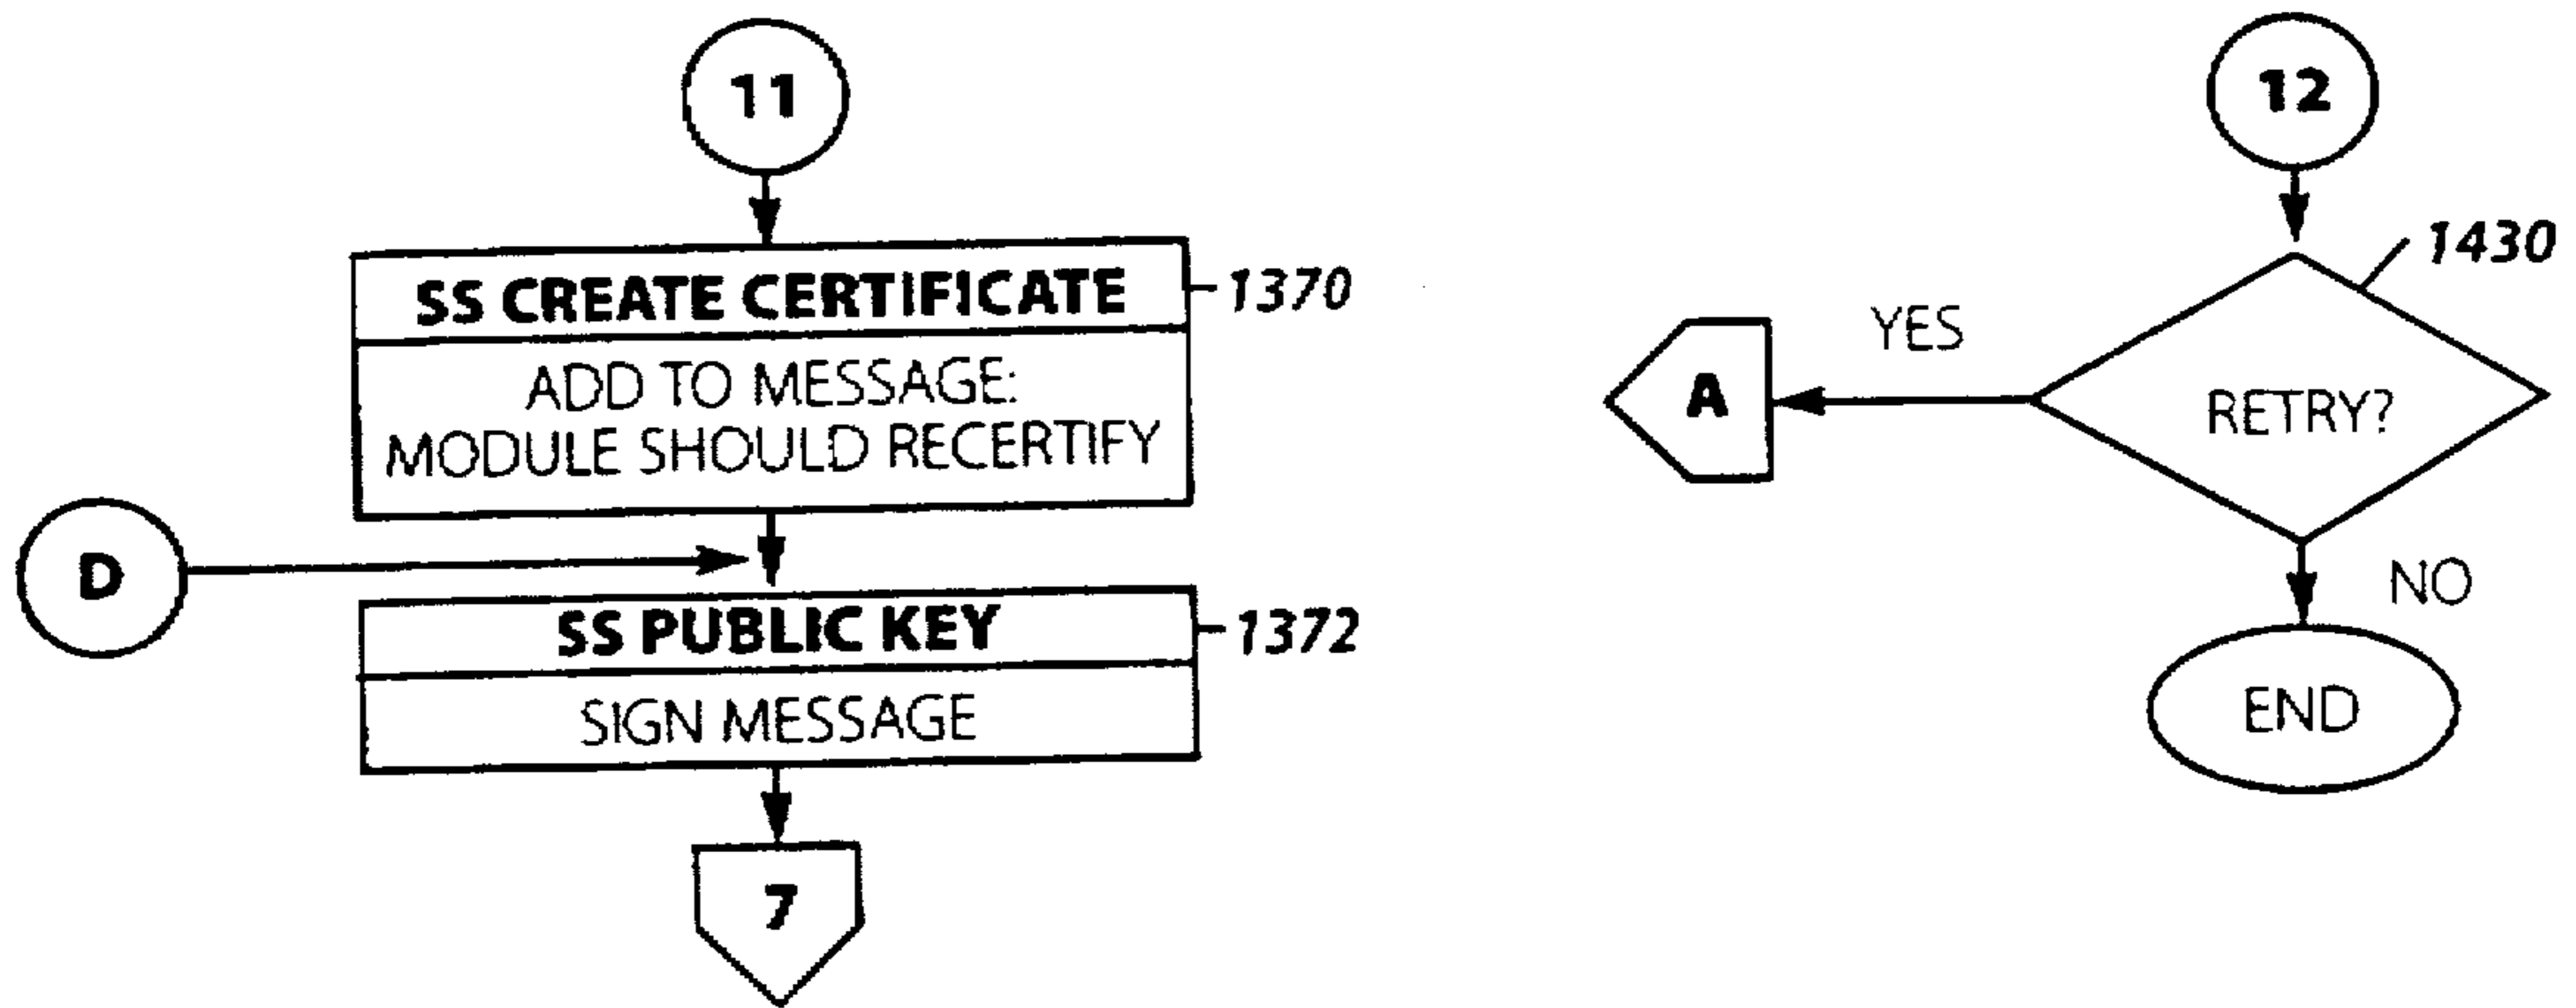 11
SS CREATE CERTIFICATE
1370
ADD TO MESSAGE:
MODULE SHOULD RECERTIFY
D
SS PUBLIC KEY
1372
SIGN MESSAGE
7
12
1430
YES
A
RETRY?
NO
END